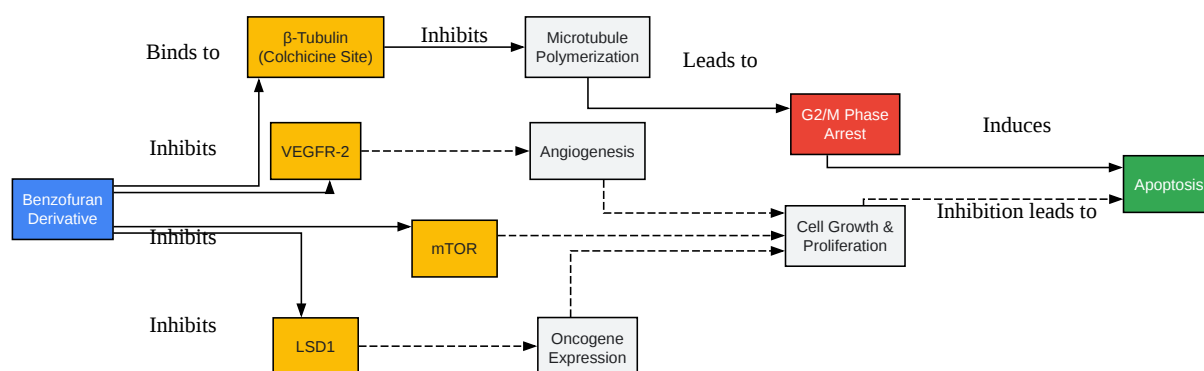 Binds to
β-Tubulin
(Colchicine Site)
Inhibits
Microtubule
Polymerization
Leads to
G2/M Phase
Arrest
Induces
Inhibits
VEGFR-2
Angiogenesis
Apoptosis
Benzofuran
Derivative
Inhibits
mTOR
Cell Growth &
Proliferation
Inhibition leads to
Inhibits
LSD1
Oncogene
Expression